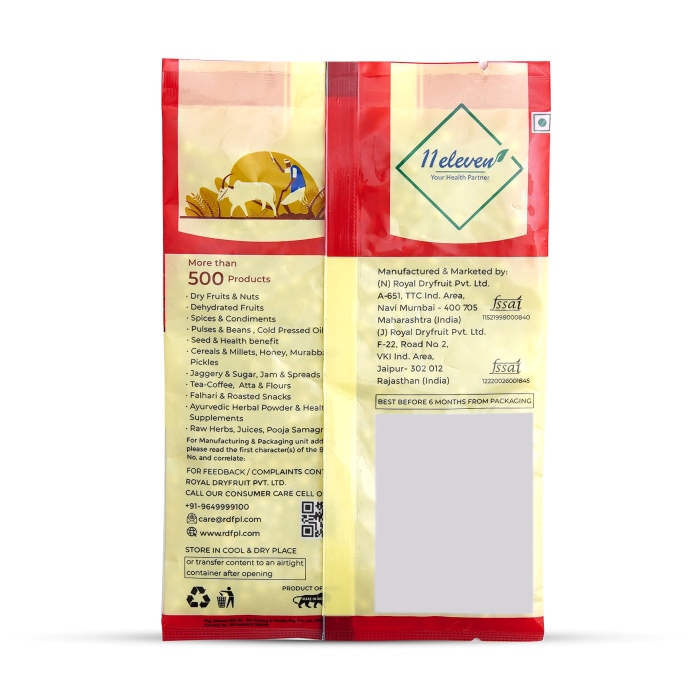 More than
500 Products
· Dry Fruits & Nuts
· Dehydrated Fruits
· Spices & Condiments
· Pulses & Beans , Cold Pressed Oil
· Seed & Health benefit
· Cereals & Millets, Honey, Murabba
Pickles
· Jaggery & Sugar, Jam & Spreads
· Tea-Coffee, Atta & Flours
· Falhari & Roasted Snacks
· Ayurvedic Herbal Powder & Healt
Supplements
· Raw Herbs, Juices, Pooja Samagr
For Manufacturing & Packaging unit add
please read the first character(s) of the B
No. and correlate:
FOR FEEDBACK / COMPLAINTS CONT
ROYAL DRYFRUIT PVT. LTD.
CALL OUR CONSUMER CARE CELL O
+91-9649999100
care@rdfpl.com
www.rdfpl.com
STORE IN COOL & DRY PLACE
or transfer content to an airtight
container after opening
PRODUCT OF
MAKE IN IND
11 eleven
Your Health Partner
Manufactured & Marketed by:
(N) Royal Dryfruit Pvt. Ltd.
A-651, TTC Ind. Area,
Navi Mumbai - 400 705
Maharashtra (India)
fssai
11521998000840
(J) Royal Dryfruit Pvt. Ltd.
F-22, Road No 2,
VKI Ind. Area,
Jaipur- 302 012
Rajasthan (India)
fssai
12220026001845
BEST BEFORE 6 MONTHS FROM PACKAGING